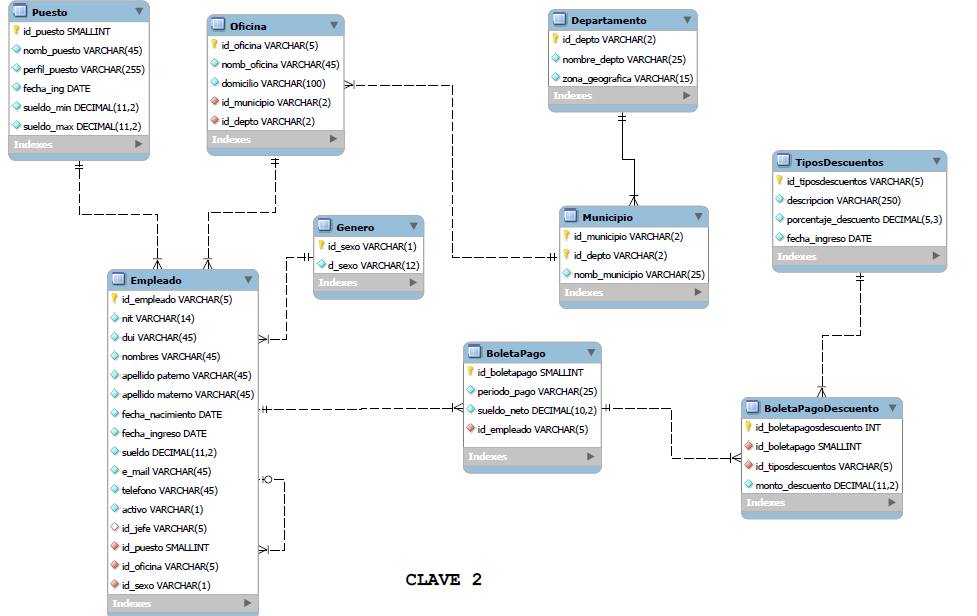 Puesto
id_puesto SMALLINT
nomb_puesto VARCHAR(45)
perfil_puesto VARCHAR(255)
fecha_ing DATE
sueldo_min DECIMAL(11,2)
sueldo_max DECIMAL(11,2)
Indexes
Oficina
id_oficina VARCHAR(5)
nomb_oficina VARCHAR(45)
domicilio VARCHAR(100)
id_municipio VARCHAR(2)
id_depto VARCHAR(2)
Indexes
Departamento
id_depto VARCHAR(2)
nombre_depto VARCHAR(25)
zona_geografica VARCHAR(15)
Indexes
TiposDescuentos
id_tiposdescuentos VARCHAR(5)
descripcion VARCHAR(250)
porcentaje_descuento DECIMAL(5,3)
fecha_ingreso DATE
Indexes
Genero
id_sexo VARCHAR(1)
d_sexo VARCHAR(12)
Indexes
Municipio
id_municipio VARCHAR(2)
id_depto VARCHAR(2)
nomb_municipio VARCHAR(25)
Indexes
Empleado
id_empleado VARCHAR(5)
nit VARCHAR(14)
dui VARCHAR(45)
nombres VARCHAR(45)
apellido paterno VARCHAR(45)
apellido materno VARCHAR(45)
fecha_nacimiento DATE
fecha_ingreso DATE
sueldo DECIMAL(11,2)
e_mail VARCHAR(45)
telefono VARCHAR(45)
activo VARCHAR(1)
id_jefe VARCHAR(5)
id_puesto SMALLINT
id_oficina VARCHAR(5)
id_sexo VARCHAR(1)
Indexes
BoletaPago
id_boletapago SMALLINT
periodo_pago VARCHAR(25)
sueldo_neto DECIMAL(10,2)
id_empleado VARCHAR(5)
Indexes
BoletaPagoDescuento
id_boletapagosdescuento INT
id_boletapago SMALLINT
id_tiposdescuentos VARCHAR(5)
monto_descuento DECIMAL(11,2)
Indexes
CLAVE 2